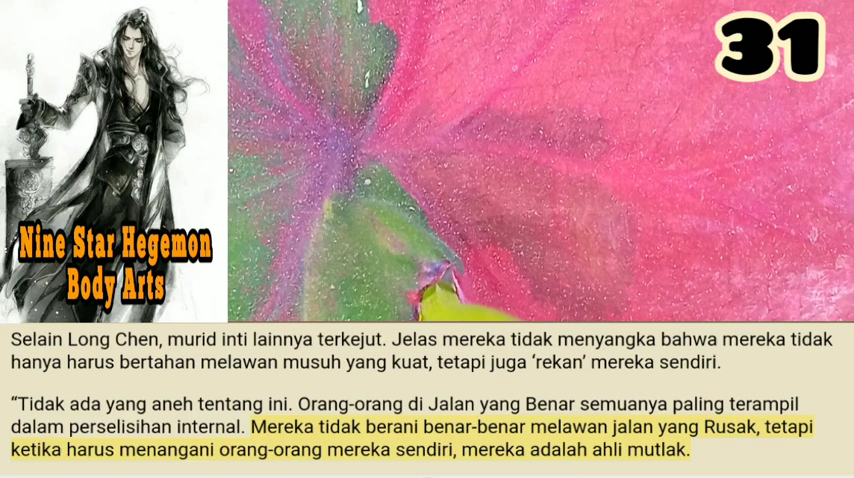 31
Nine Star Hegemon
Body Arts
Selain Long Chen, murid inti lainnya terkejut. Jelas mereka tidak menyangka bahwa mereka tidak
hanya harus bertahan melawan musuh yang kuat, tetapi juga ‘rekan’ mereka sendiri.
“Tidak ada yang aneh tentang ini. Orang-orang di Jalan yang Benar semuanya paling terampil
dalam perselisihan internal. Mereka tidak berani benar-benar melawan jalan yang Rusak, tetapi
ketika harus menangani orang-orang mereka sendiri, mereka adalah ahli mutlak.